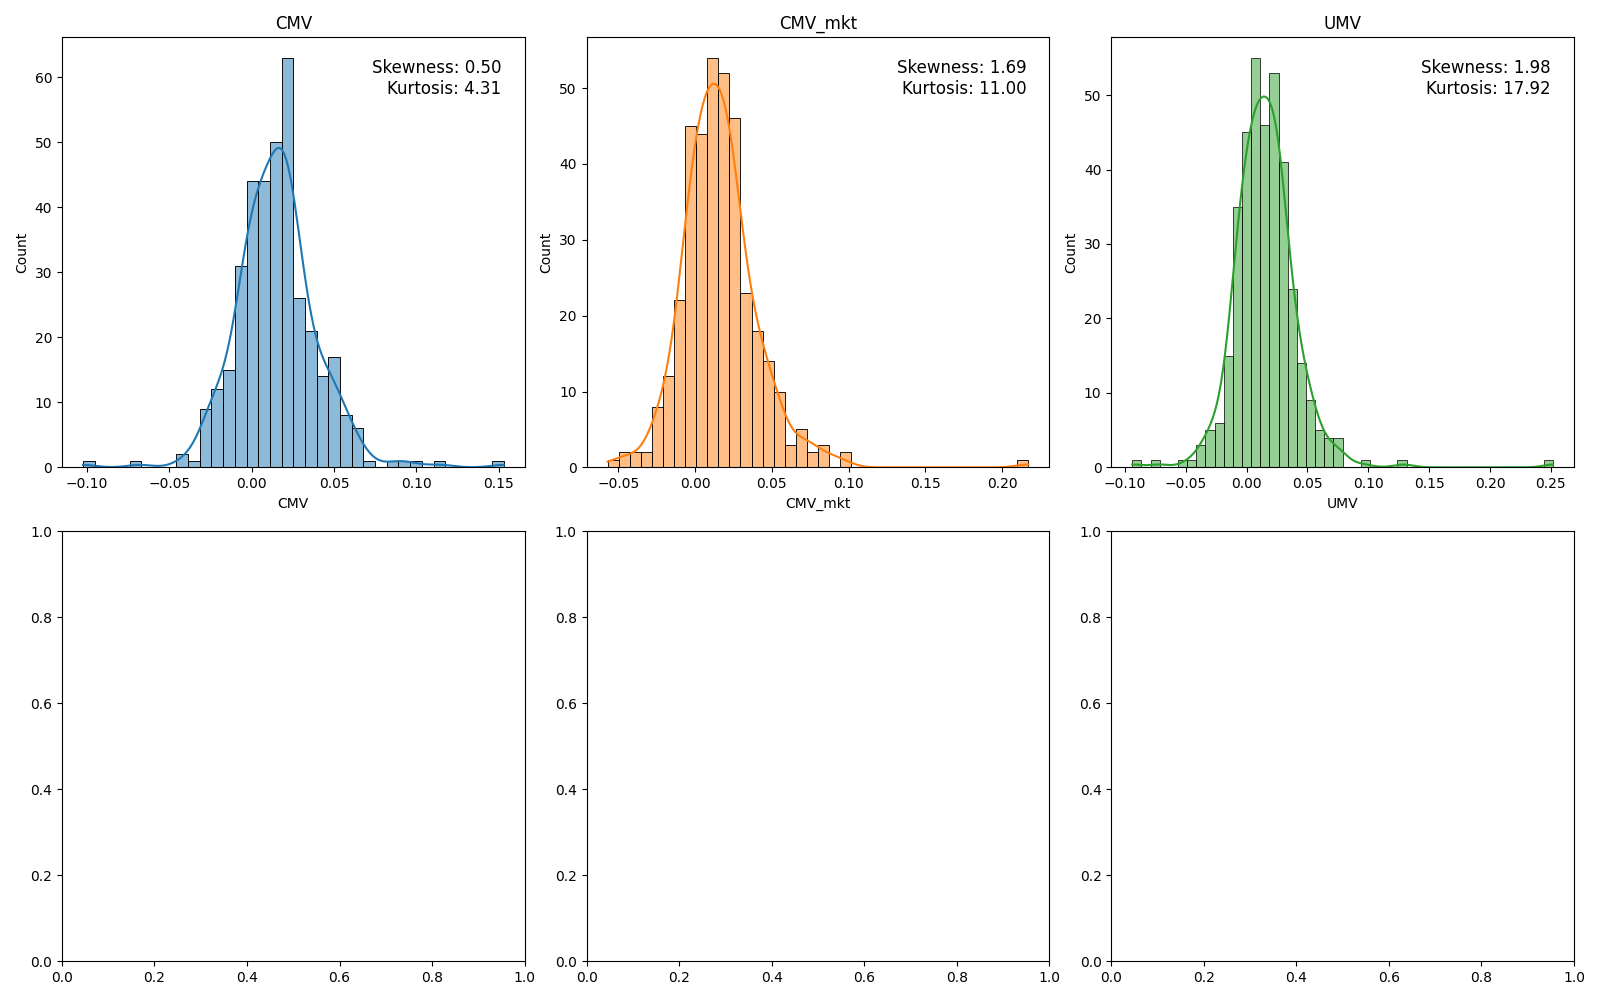 CMV
Skewness: 0.50
Kurtosis: 4.31
Count
60
50
40
30
20
10
0
−0.10 −0.05 0.00 0.05 0.10 0.15
CMV
CMV_mkt
Skewness: 1.69
Kurtosis: 11.00
Count
50
40
30
20
10
0
−0.05 0.00 0.05 0.10 0.15 0.20
CMV_mkt
UMV
Skewness: 1.98
Kurtosis: 17.92
Count
50
40
30
20
10
0
−0.10 −0.05 0.00 0.05 0.10 0.15 0.20 0.25
UMV
1.0
0.8
0.6
0.4
0.2
0.0
0.0 0.2 0.4 0.6 0.8 1.0
1.0
0.8
0.6
0.4
0.2
0.0
0.0 0.2 0.4 0.6 0.8 1.0
1.0
0.8
0.6
0.4
0.2
0.0
0.0 0.2 0.4 0.6 0.8 1.0